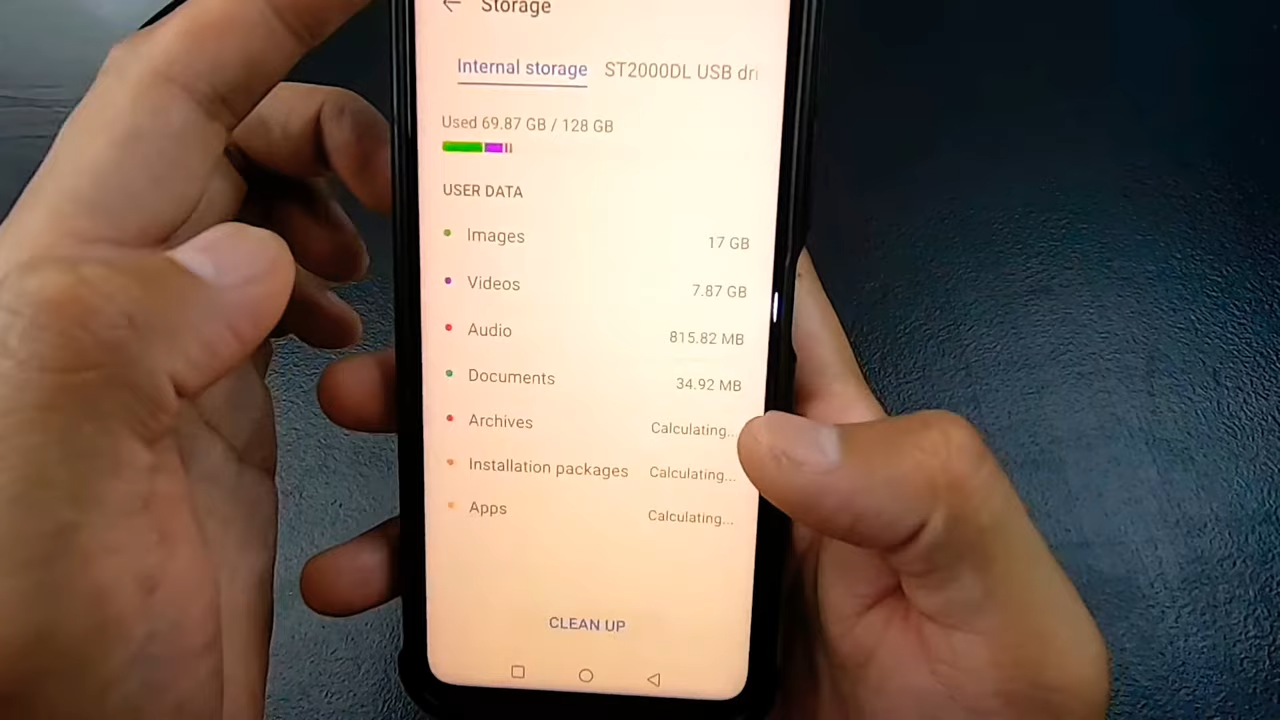 Storage
Internal storage ST2000DL USB dri
Used 69.87 GB / 128 GB
USER DATA
Images 17 GB
Videos 7.87 GB
Audio 815.82 MB
Documents 34.92 MB
Archives Calculating...
Installation packages Calculating...
Apps Calculating...
CLEAN UP